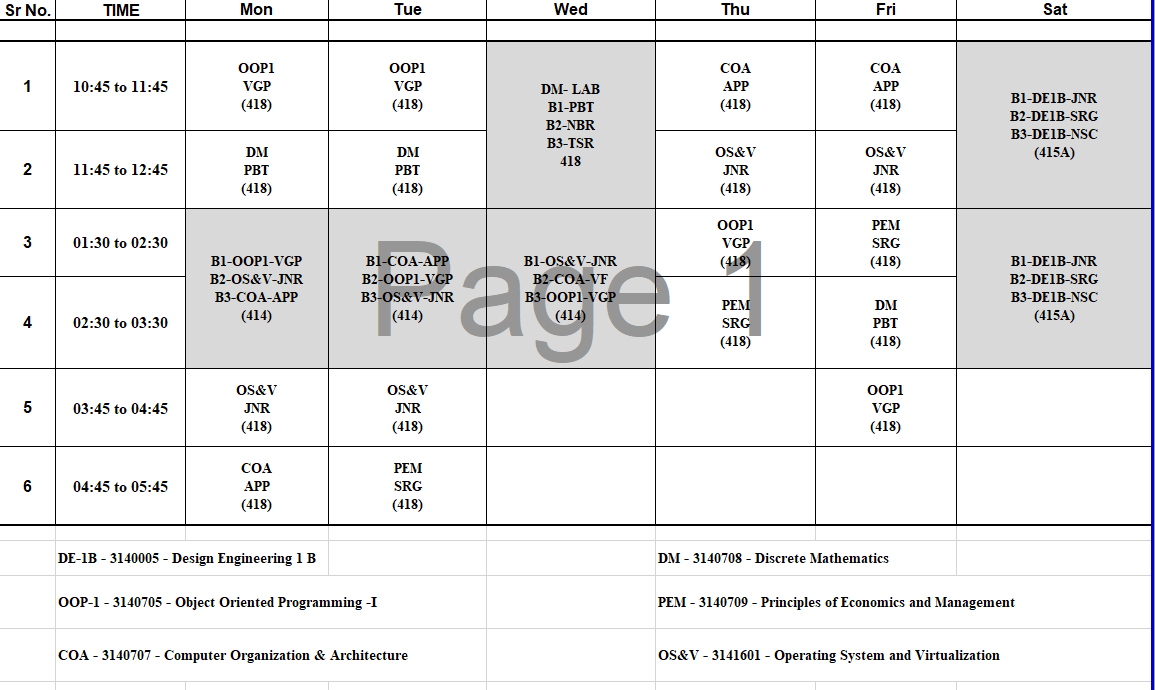 Sr No. TIME Mon Tue Wed Thu Fri Sat
1
10:45 to 11:45
OOP1
VGP
(418)
OOP1
VGP
(418)
DM- LAB
B1-PBT
B2-NBR
B3-TSR
418
COA
APP
(418)
COA
APP
(418)
B1-DE1B-JNR
B2-DE1B-SRG
B3-DE1B-NSC
(415A)
2
11:45 to 12:45
DM
PBT
(418)
DM
PBT
(418)
OS&V
JNR
(418)
OS&V
JNR
(418)
3
01:30 to 02:30
B1-OOP1-VGP
B2-OS&V-JNR
B3-COA-APP
(414)
B1-COA-APP
B2-OOP1-VGP
B3-OS&V-JNR
(414)
B1-OS&V-JNR
B2-COA-VF
B3-OOP1-VGP
(414)
OOP1
VGP
(418)
PEM
SRG
(418)
B1-DE1B-JNR
B2-DE1B-SRG
B3-DE1B-NSC
(415A)
Page 1
4
02:30 to 03:30
PEM
SRG
(418)
DM
PBT
(418)
5
03:45 to 04:45
OS&V
JNR
(418)
OS&V
JNR
(418)
OOP1
VGP
(418)
6
04:45 to 05:45
COA
APP
(418)
PEM
SRG
(418)
DE-1B - 3140005 - Design Engineering 1 B
DM - 3140708 - Discrete Mathematics
OOP-1 - 3140705 - Object Oriented Programming -I
PEM - 3140709 - Principles of Economics and Management
COA - 3140707 - Computer Organization & Architecture
OS&V - 3141601 - Operating System and Virtualization